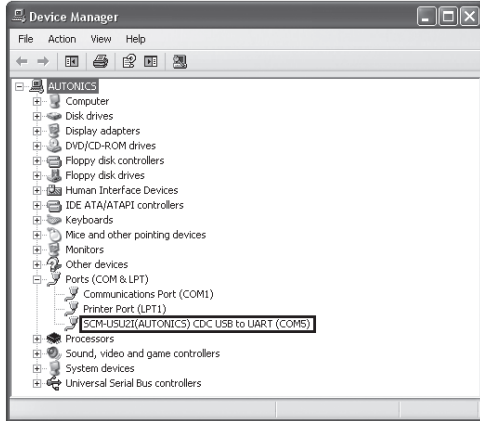 Device Manager
File Action View Help
AUTONICS
Computer
Disk drives
Display adapters
DVD/CD-ROM drives
Floppy disk controllers
Floppy disk drives
Human Interface Devices
IDE ATA/ATAPI controllers
Keyboards
Mice and other pointing devices
Monitors
Other devices
Ports (COM & LPT)
Communications Port (COM1)
Printer Port (LPT1)
SCM-USU2I(AUTONICS) CDC USB to UART (COM5)
Processors
Sound, video and game controllers
System devices
Universal Serial Bus controllers